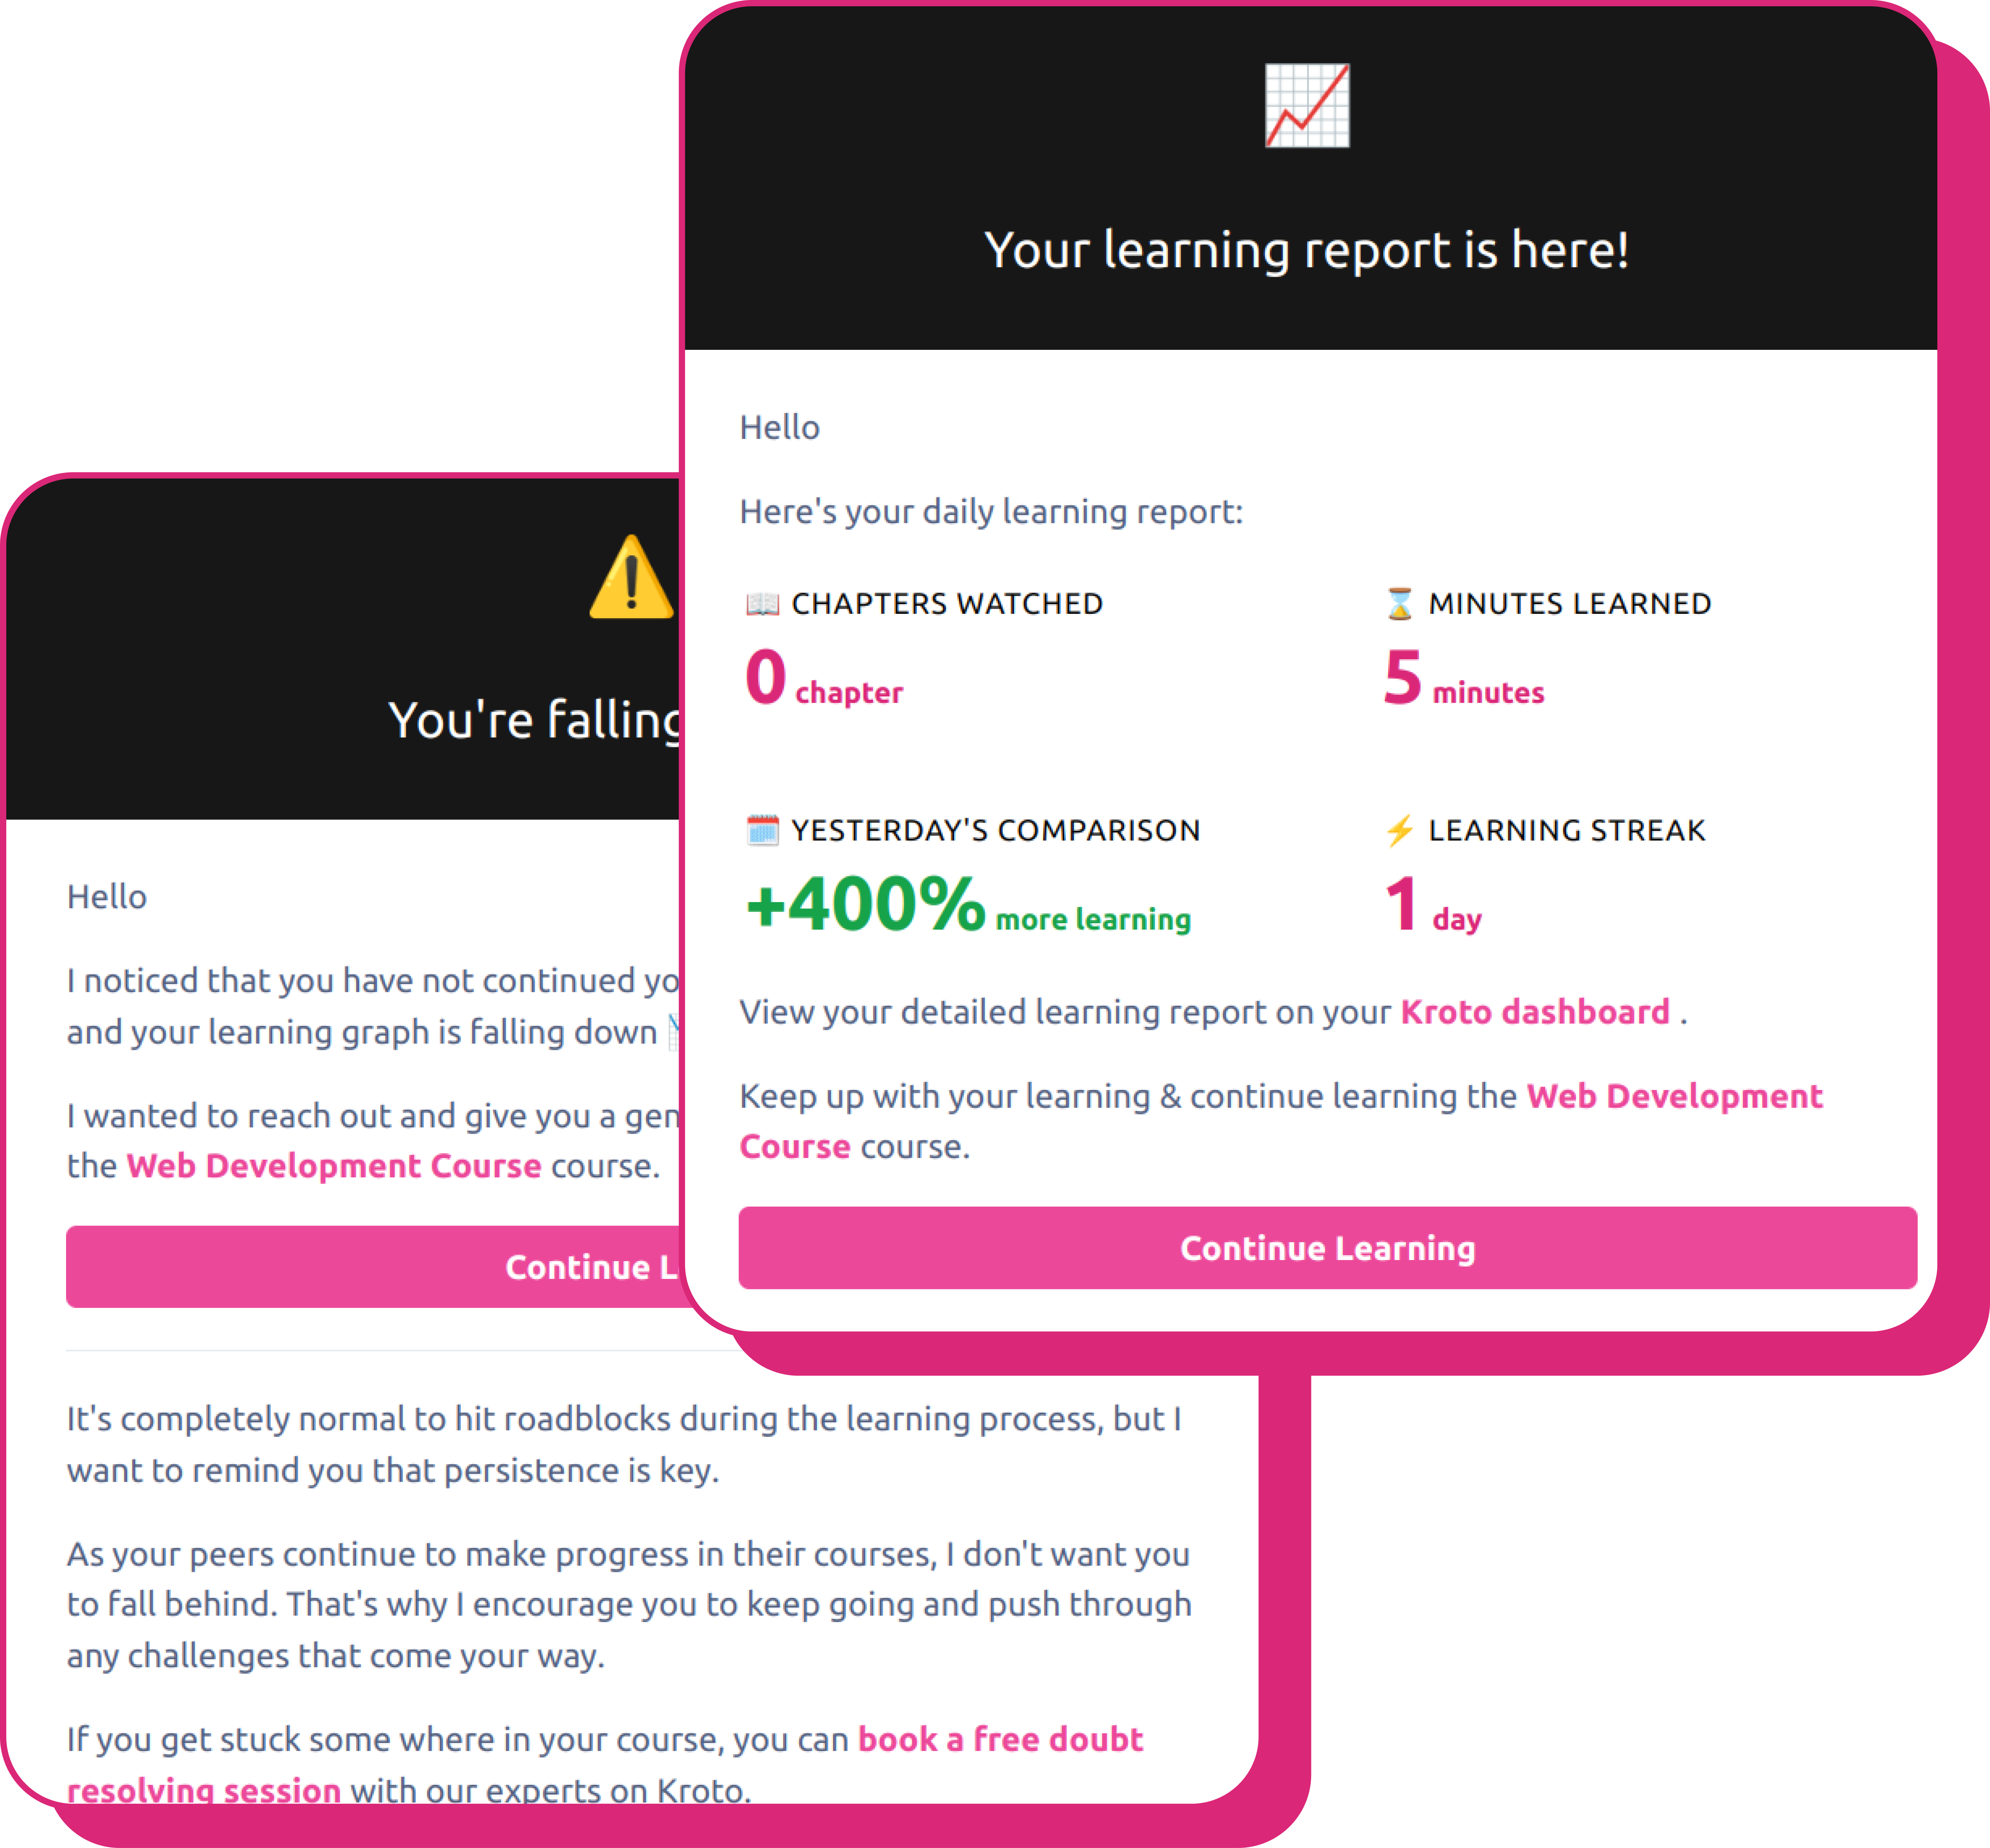 Your learning report is here!
Hello
Here's your daily learning report:
CHAPTERS WATCHED
0 chapter
MINUTES LEARNED
5 minutes
YESTERDAY'S COMPARISON
+400% more learning
LEARNING STREAK
1 day
View your detailed learning report on your Kroto dashboard .
Keep up with your learning & continue learning the Web Development
Course course.
Continue Learning
You're falling
Hello
I noticed that you have not continued yo
and your learning graph is falling down
I wanted to reach out and give you a gen
the Web Development Course course.
Continue L
It's completely normal to hit roadblocks during the learning process, but I
want to remind you that persistence is key.
As your peers continue to make progress in their courses, I don't want you
to fall behind. That's why I encourage you to keep going and push through
any challenges that come your way.
If you get stuck some where in your course, you can book a free doubt
resolving session with our experts on Kroto.